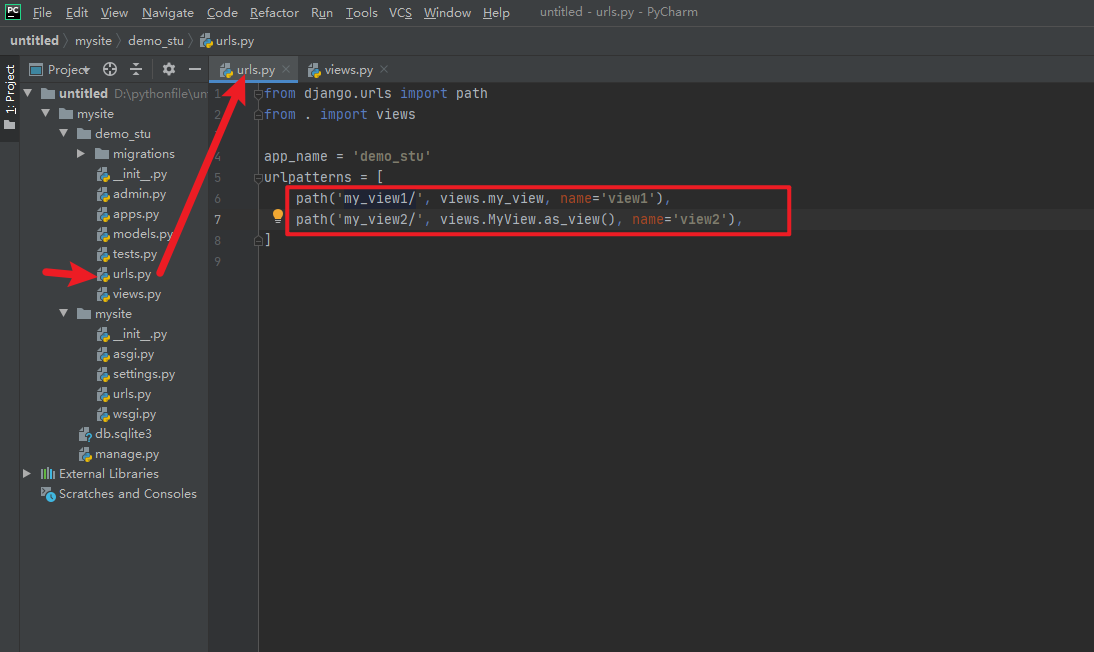 PC File Edit View Navigate Code Refactor Run Tools VCS Window Help untitled - urls.py - PyCharm
untitled mysite demo_stu urls.py
1: Project
Project
urls.py views.py
untitled D:\pythonfile\un
mysite
demo_stu
migrations
__init__.py
admin.py
apps.py
models.py
tests.py
urls.py
views.py
mysite
__init__.py
asgi.py
settings.py
urls.py
wsgi.py
db.sqlite3
manage.py
External Libraries
Scratches and Consoles
1 from django.urls import path
2 from . import views
4 app_name = 'demo_stu'
5 urlpatterns = [
6 path('my_view1/', views.my_view, name='view1'),
7 path('my_view2/', views.MyView.as_view(), name='view2'),
8 ]
9